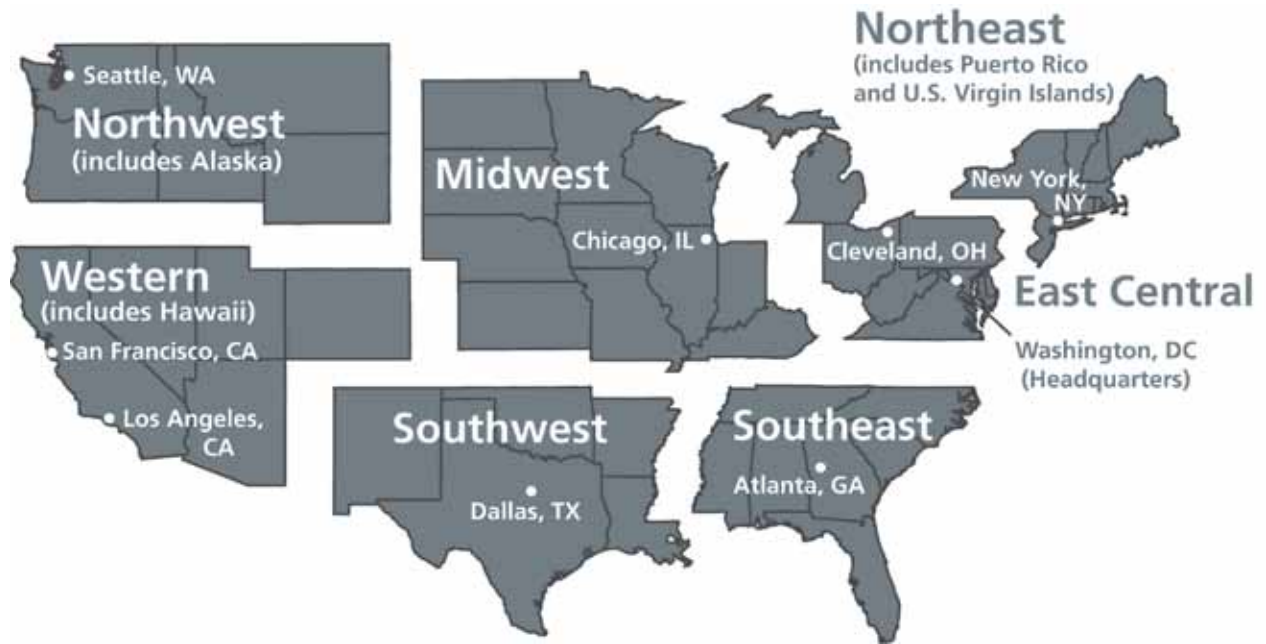 Seattle, WA
Northwest
(includes Alaska)
Western
(includes Hawaii)
San Francisco, CA
Los Angeles,
CA
Midwest
Chicago, IL
Southwest
Dallas, TX
Southeast
Atlanta, GA
Northeast
(includes Puerto Rico
and U.S. Virgin Islands)
New York,
NY
Cleveland, OH
East Central
Washington, DC
(Headquarters)